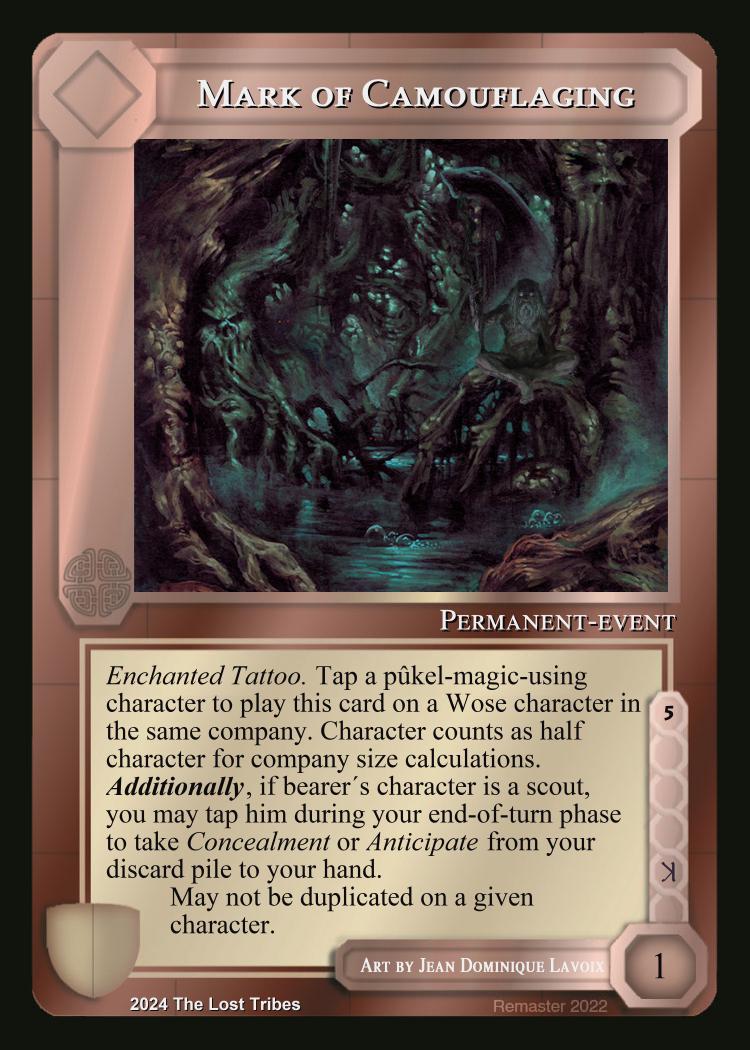 Mark of Camouflaging
Permanent-event
Enchanted Tattoo. Tap a pûkel-magic-using
character to play this card on a Wose character in
the same company. Character counts as half
character for company size calculations.
Additionally, if bearer´s character is a scout,
you may tap him during your end-of-turn phase
to take Concealment or Anticipate from your
discard pile to your hand.
May not be duplicated on a given
character.
5
1
Art by Jean Dominique Lavoix
2024 The Lost Tribes
Remaster 2022